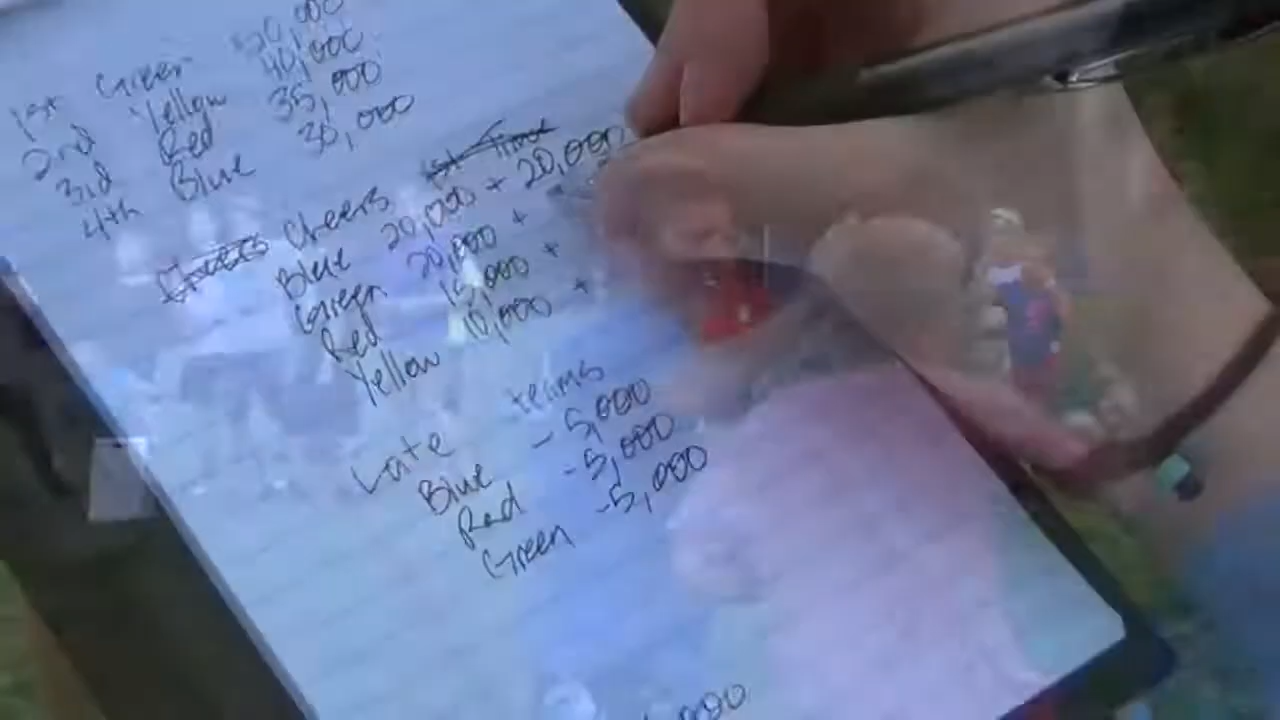 1st Green 50,000
2nd Yellow 40,000
3rd Red 35,000
4th Blue 30,000
Cheers 1st Time
Blue 20,000 + 20,000
Green 20,000 +
Red 15,000 +
Yellow 10,000 +
Late teams
Blue - 5,000
Red - 5,000
Green - 5,000